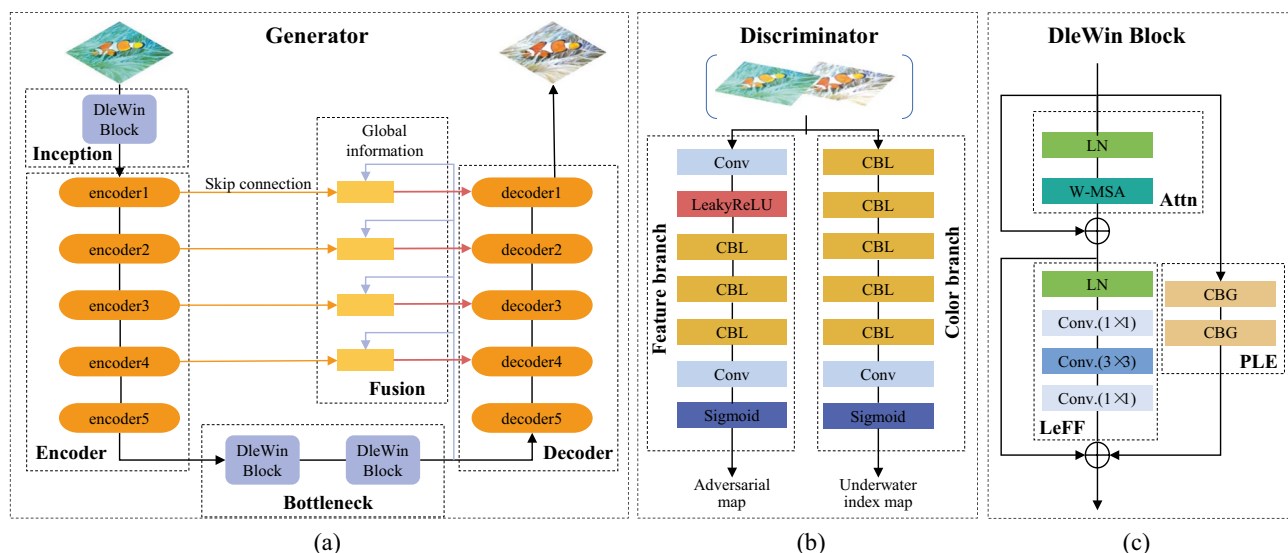 Generator
DleWin
Block
Inception
Global
information
Skip connection
encoder1
encoder2
encoder3
encoder4
encoder5
Encoder
Fusion
decoder1
decoder2
decoder3
decoder4
decoder5
Decoder
DleWin
Block
DleWin
Block
Bottleneck
(a)
Discriminator
Feature branch
Conv
LeakyReLU
CBL
CBL
CBL
Conv
Sigmoid
Adversarial
map
CBL
CBL
CBL
CBL
CBL
Conv
Sigmoid
Underwater
index map
Color branch
(b)
DleWin Block
LN
W-MSA
Attn
LN
Conv.(1×1)
Conv.(3×3)
Conv.(1×1)
LeFF
CBG
CBG
PLE
(c)